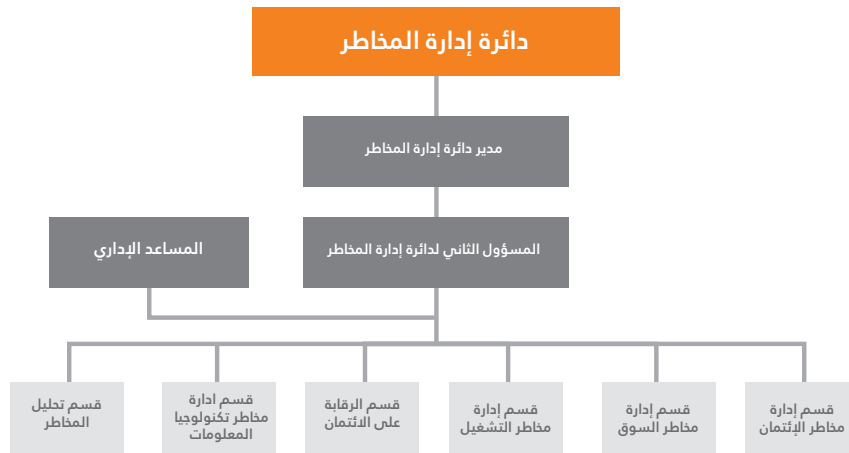 دائرة إدارة المخاطر
مدير دائرة إدارة المخاطر
المسؤول الثاني لدائرة إدارة المخاطر
المساعد الإداري
قسم إدارة
مخاطر الإئتمان
قسم إدارة
مخاطر السوق
قسم إدارة
مخاطر التشغيل
قسم الرقابة
على الائتمان
قسم ادارة
مخاطر تكنولوجيا
المعلومات
قسم تحليل
المخاطر